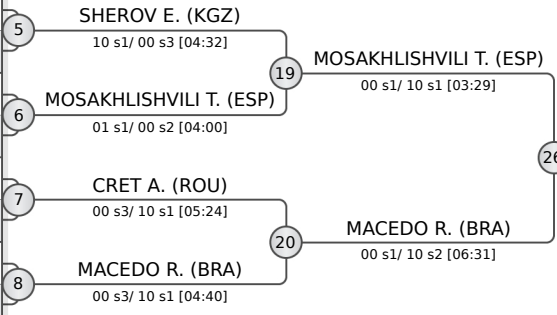 SHEROV E. (KGZ)
5
10 s1/ 00 s3 [04:32]
MOSAKHLISHVILI T. (ESP)
19
00 s1/ 10 s1 [03:29]
MOSAKHLISHVILI T. (ESP)
6
01 s1/ 00 s2 [04:00]
26
CRET A. (ROU)
7
00 s3/ 10 s1 [05:24]
MACEDO R. (BRA)
20
00 s1/ 10 s2 [06:31]
MACEDO R. (BRA)
8
00 s3/ 10 s1 [04:40]